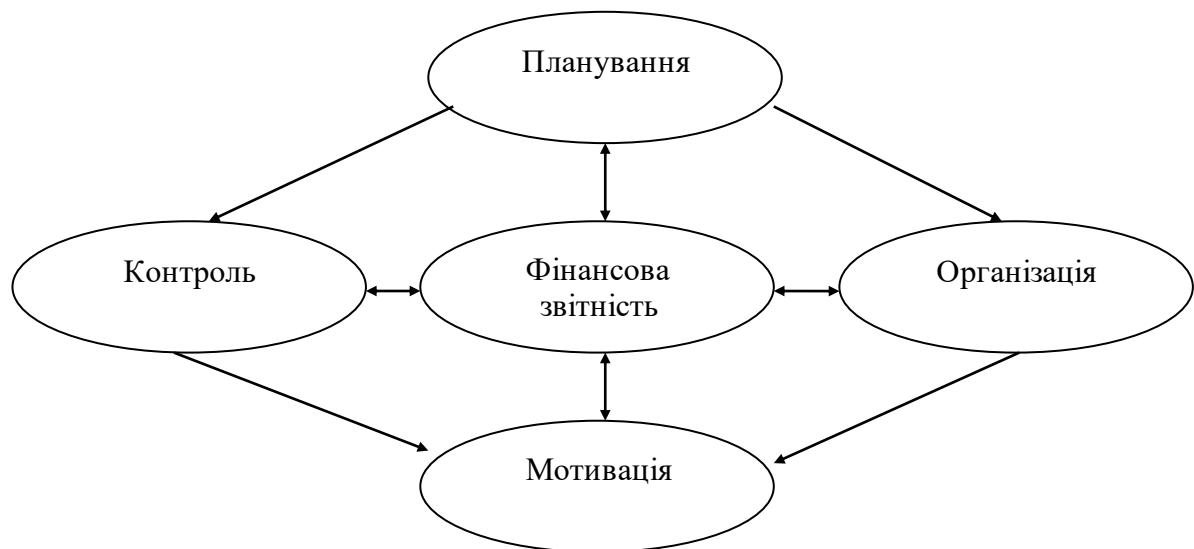 Планування
Контроль
Фінансова
звітність
Організація
Мотивація